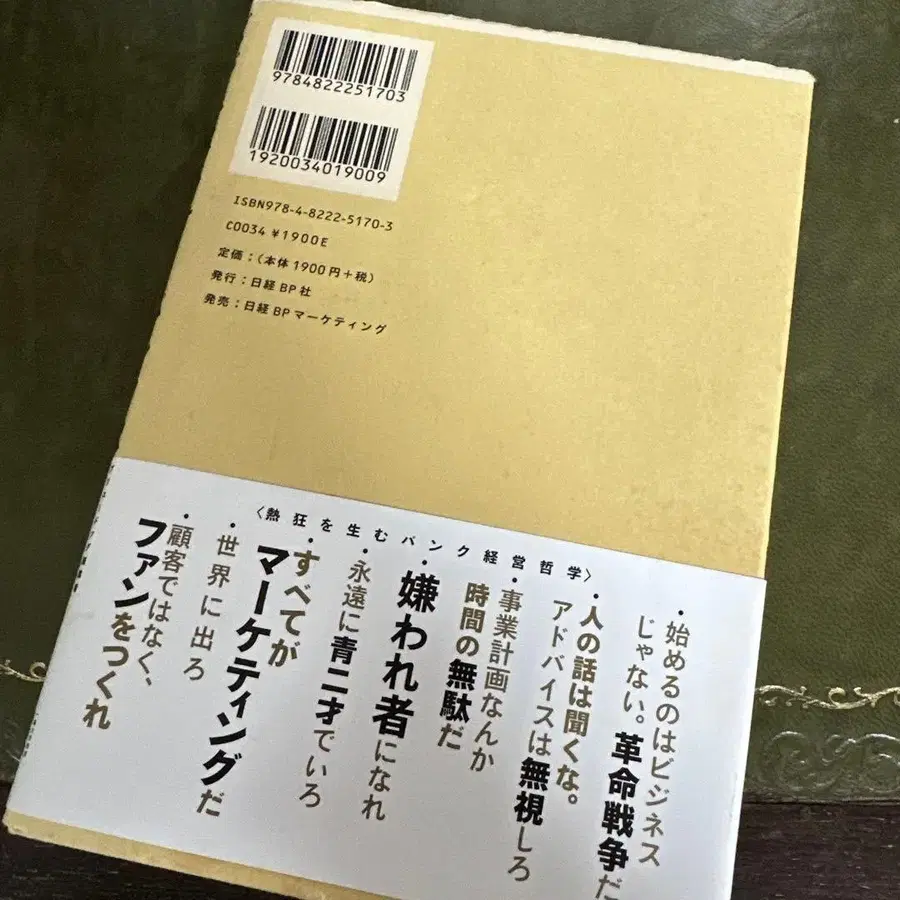 9784822251703
1920034019009
ISBN978-4-8222-5170-3
C0034 ¥1900E
定価:(本体1900円+税)
発行:日経BP社
発売:日経BPマーケティング
〈熱狂を生むパンク経営哲学〉
・始めるのはビジネス
じゃない。革命戦争だ
・人の話は聞くな。
アドバイスは無視しろ
・事業計画なんか
時間の無駄だ
・嫌われ者になれ
・永遠に青二才でいろ
・すべてが
マーケティングだ
・世界に出ろ
・顧客ではなく、
ファンをつくれ